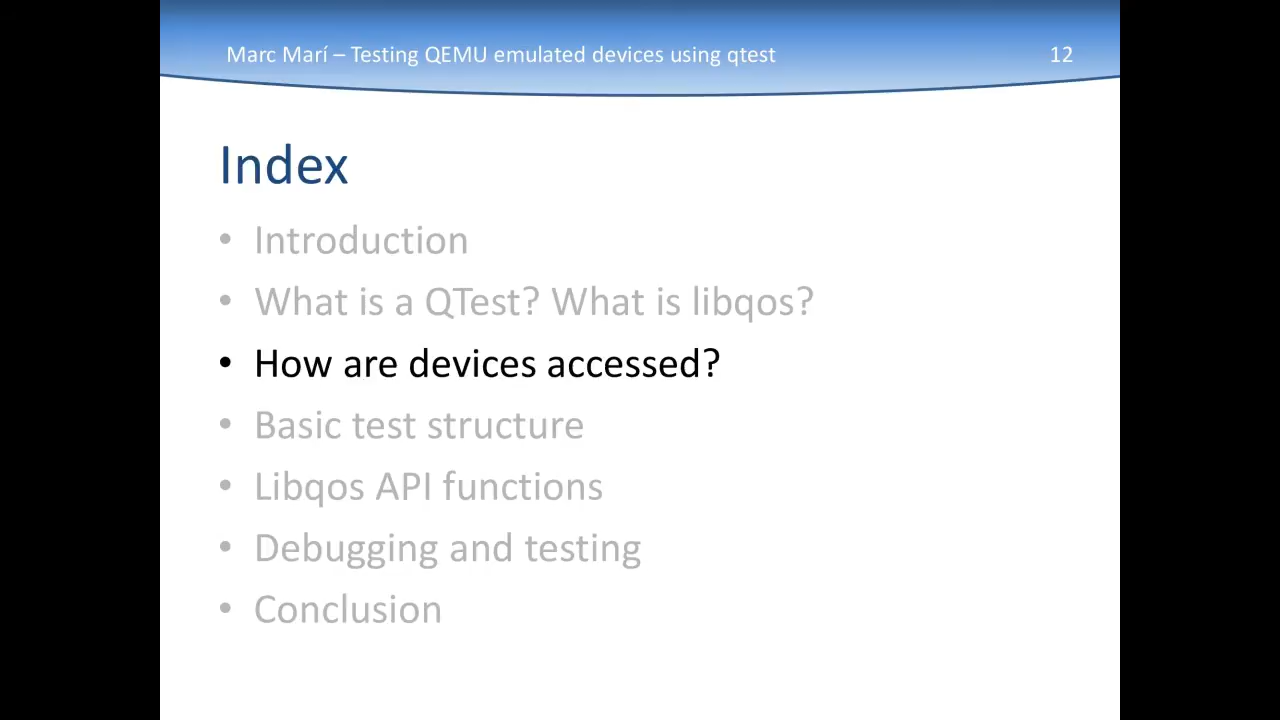 Marc Marí – Testing QEMU emulated devices using qtest
12
Index
• Introduction
• What is a QTest? What is libqos?
• How are devices accessed?
• Basic test structure
• Libqos API functions
• Debugging and testing
• Conclusion